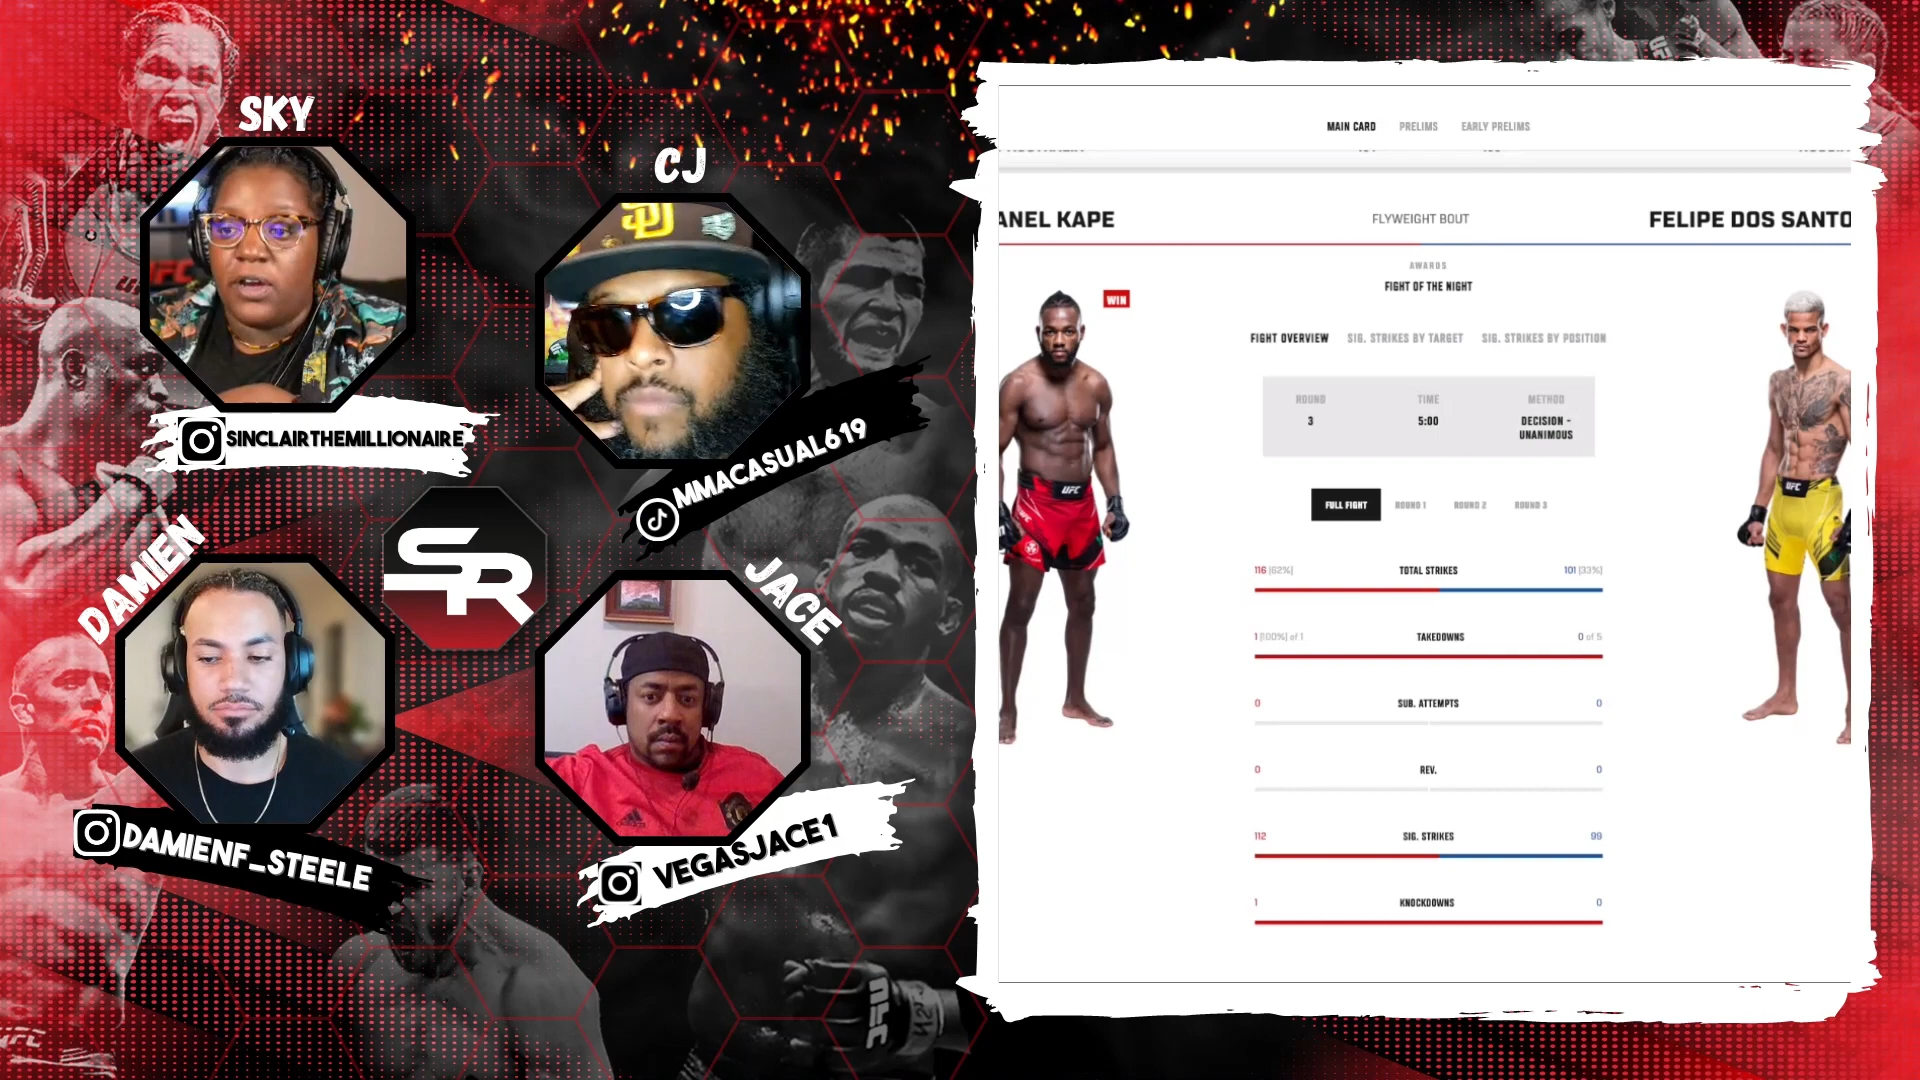 SKY
SINCLAIRTHEMILLIONAIRE
CJ
MMACASUAL619
SR
DAMIEN
DAMIENF_STEELE
JACE
VEGASJACE1
MAIN CARD PRELIMS EARLY PRELIMS
ANEL KAPE FLYWEIGHT BOUT FELIPE DOS SANTO
AWARDS
FIGHT OF THE NIGHT
WIN
FIGHT OVERVIEW SIG. STRIKES BY TARGET SIG. STRIKES BY POSITION
ROUND TIME METHOD
3 5:00 DECISION -
UNANIMOUS
FULL FIGHT ROUND 1 ROUND 2 ROUND 3
116 (62%) TOTAL STRIKES 101 (33%)
1 (100%) of 1 TAKEDOWNS 0 of 5
0 SUB. ATTEMPTS 0
0 REV. 0
112 SIG. STRIKES 99
1 KNOCKDOWNS 0
UFC
UFC
UFC